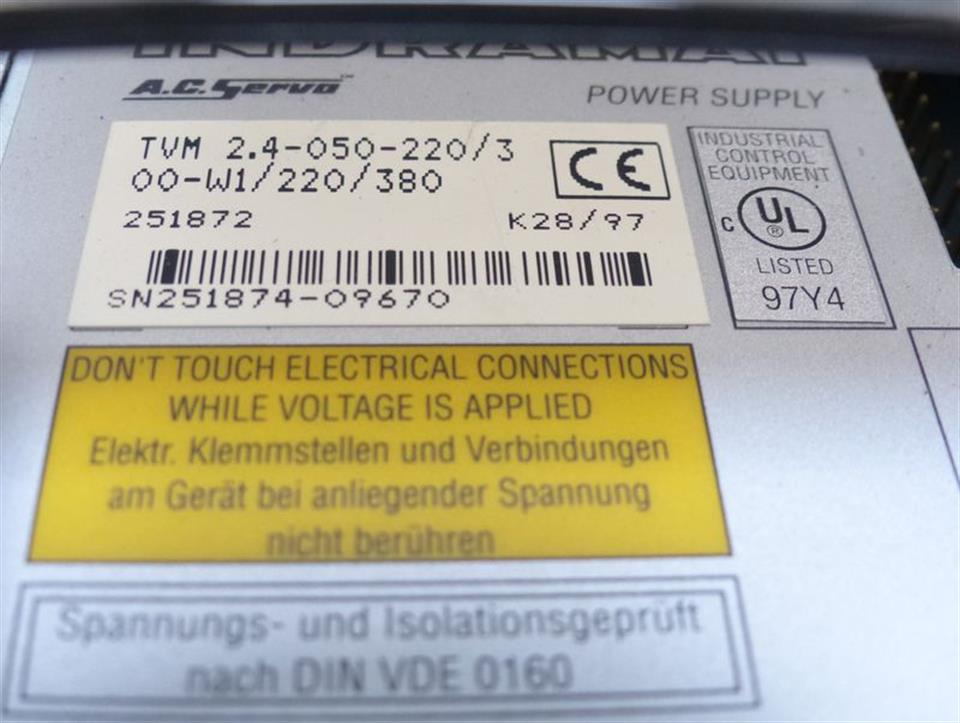 INDRAMAT
A.C. Servo™
POWER SUPPLY
TVM 2.4-050-220/3
00-W1/220/380
251872 K28/97
CE
SN251874-09670
INDUSTRIAL
CONTROL
EQUIPMENT
C UL ®
LISTED
97Y4
DON'T TOUCH ELECTRICAL CONNECTIONS
WHILE VOLTAGE IS APPLIED
Elektr. Klemmstellen und Verbindungen
am Gerät bei anliegender Spannung
nicht berühren
Spannungs- und Isolationsgeprüft
nach DIN VDE 0160